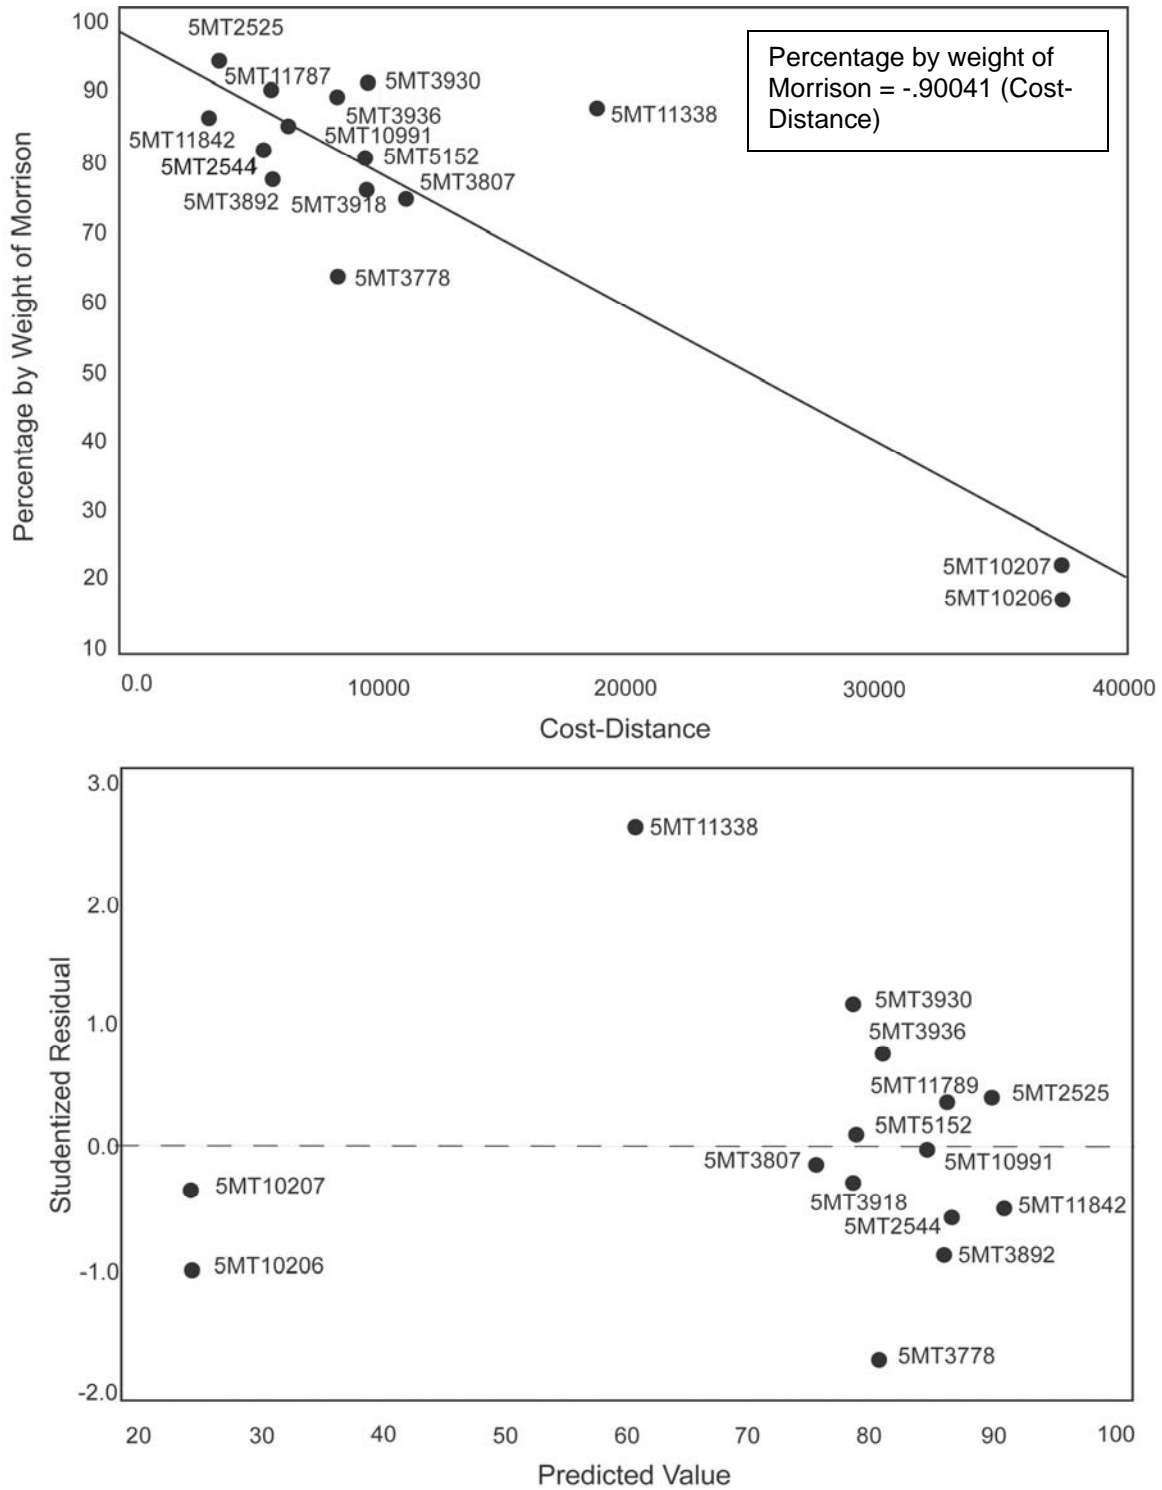 100
90
80
70
60
50
40
30
20
10
Percentage by Weight of Morrison
5MT2525
5MT11787
5MT3930
5MT3936
5MT11338
5MT11842
5MT10991
5MT2544
5MT5152
5MT3892
5MT3918
5MT3807
5MT3778
5MT10207
5MT10206
Percentage by weight of
Morrison = -.90041 (Cost-
Distance)
0.0
10000
20000
30000
40000
Cost-Distance
3.0
2.0
1.0
0.0
-1.0
-2.0
Studentized Residual
5MT11338
5MT3930
5MT3936
5MT11789
5MT2525
5MT5152
5MT3807
5MT10991
5MT10207
5MT3918
5MT11842
5MT2544
5MT3892
5MT10206
5MT3778
20
30
40
50
60
70
80
90
100
Predicted Value